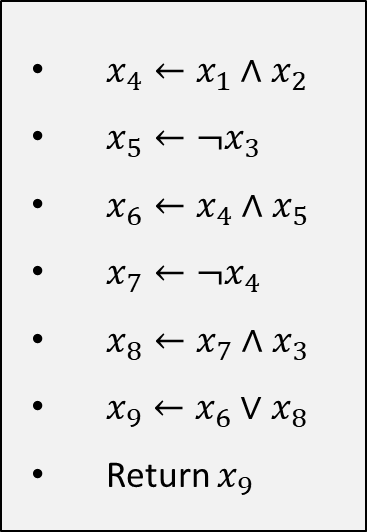 • x₄ ← x₁ ∧ x₂
• x₅ ← ¬x₃
• x₆ ← x₄ ∧ x₅
• x₇ ← ¬x₄
• x₈ ← x₇ ∧ x₃
• x₉ ← x₆ ∨ x₈
• Return x₉